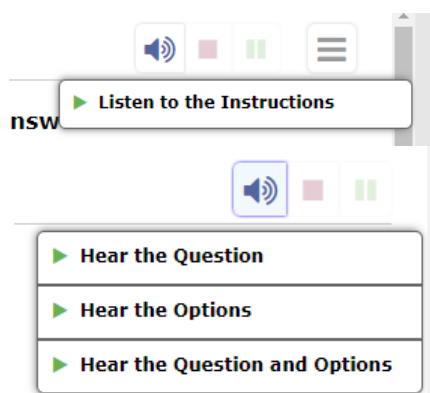 Listen to the Instructions
nsw
Hear the Question
Hear the Options
Hear the Question and Options